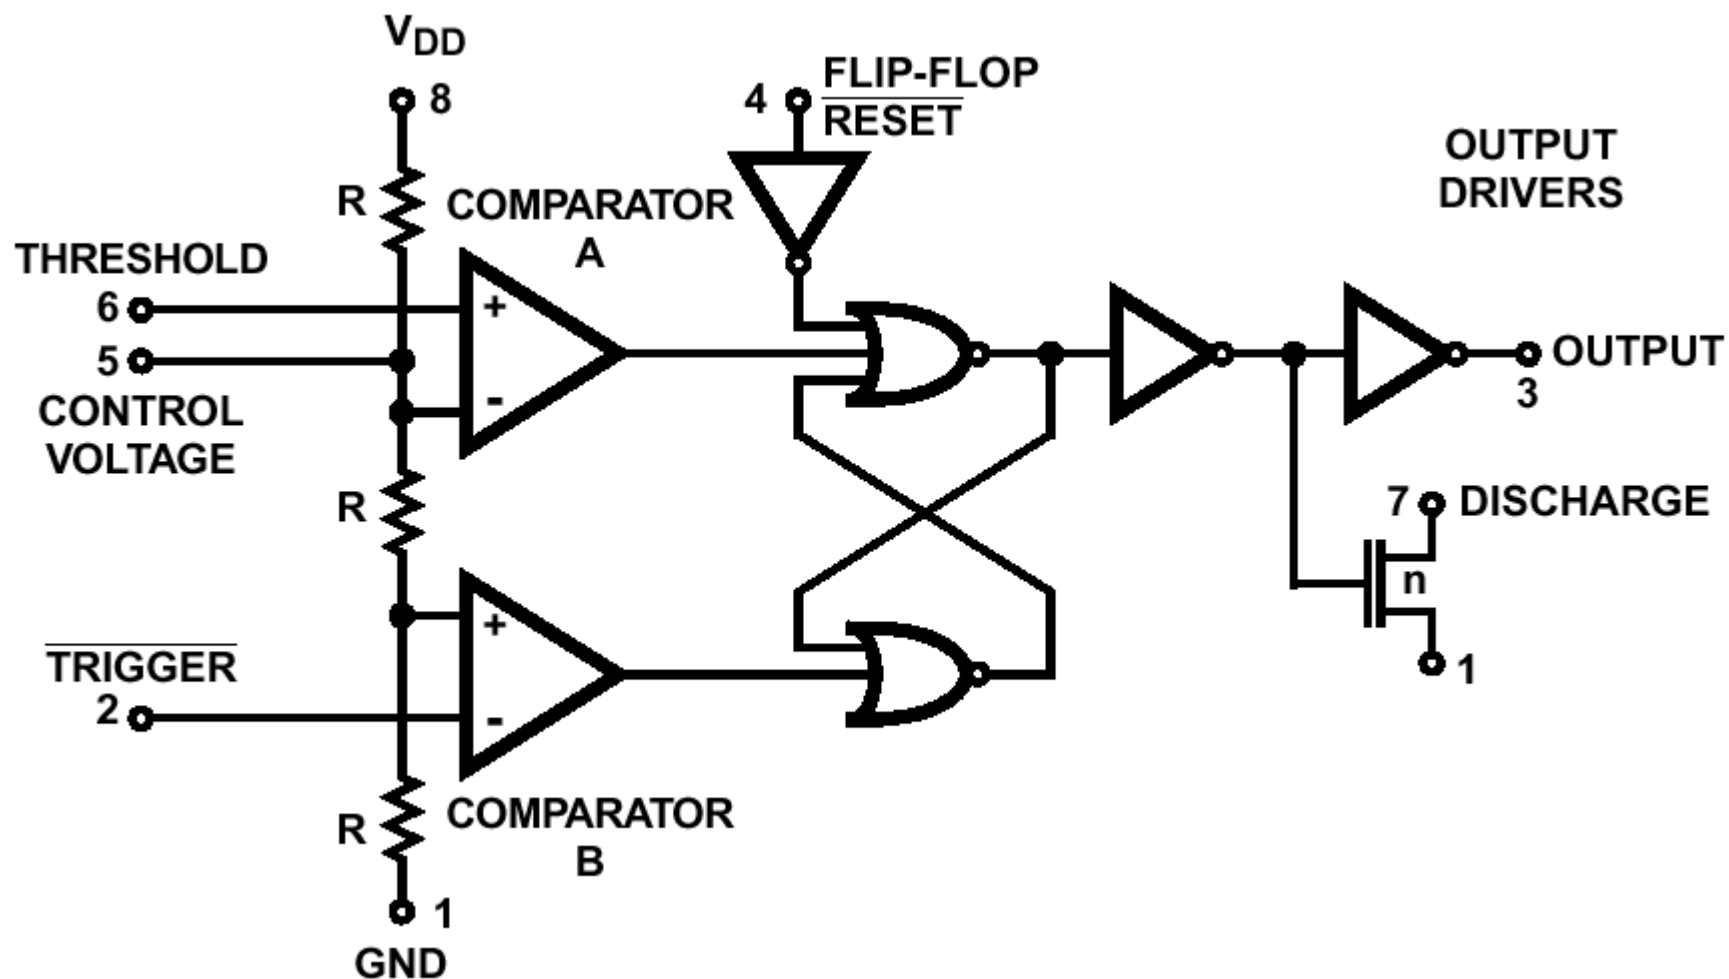 VDD
8
4
FLIP-FLOP
RESET
OUTPUT
DRIVERS
R
COMPARATOR
A
THRESHOLD
6
+
5
-
CONTROL
VOLTAGE
OUTPUT
3
R
7
DISCHARGE
n
1
+
TRIGGER
2
-
R
COMPARATOR
B
1
GND